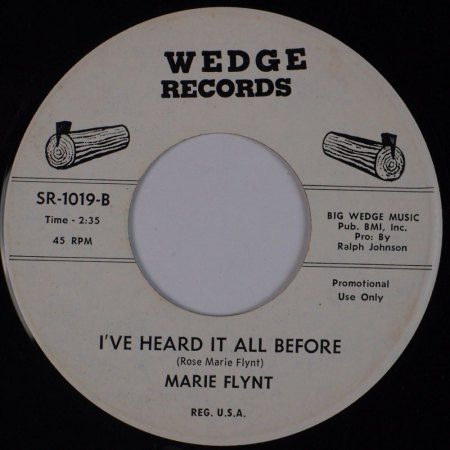 WEDGE
RECORDS
SR-1019-B
Time - 2:35
45 RPM
BIG WEDGE MUSIC
Pub. BMI, Inc.
Pro: By
Ralph Johnson
Promotional
Use Only
I'VE HEARD IT ALL BEFORE
(Rose Marie Flynt)
MARIE FLYNT
REG. U.S.A.